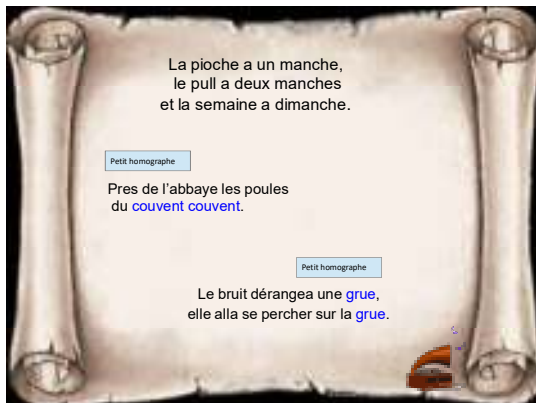 La pioche a un manche,
le pull a deux manches
et la semaine a dimanche.
Petit homographe
Pres de l’abbaye les poules
du couvent couvent.
Petit homographe
Le bruit dérangea une grue,
elle alla se percher sur la grue.